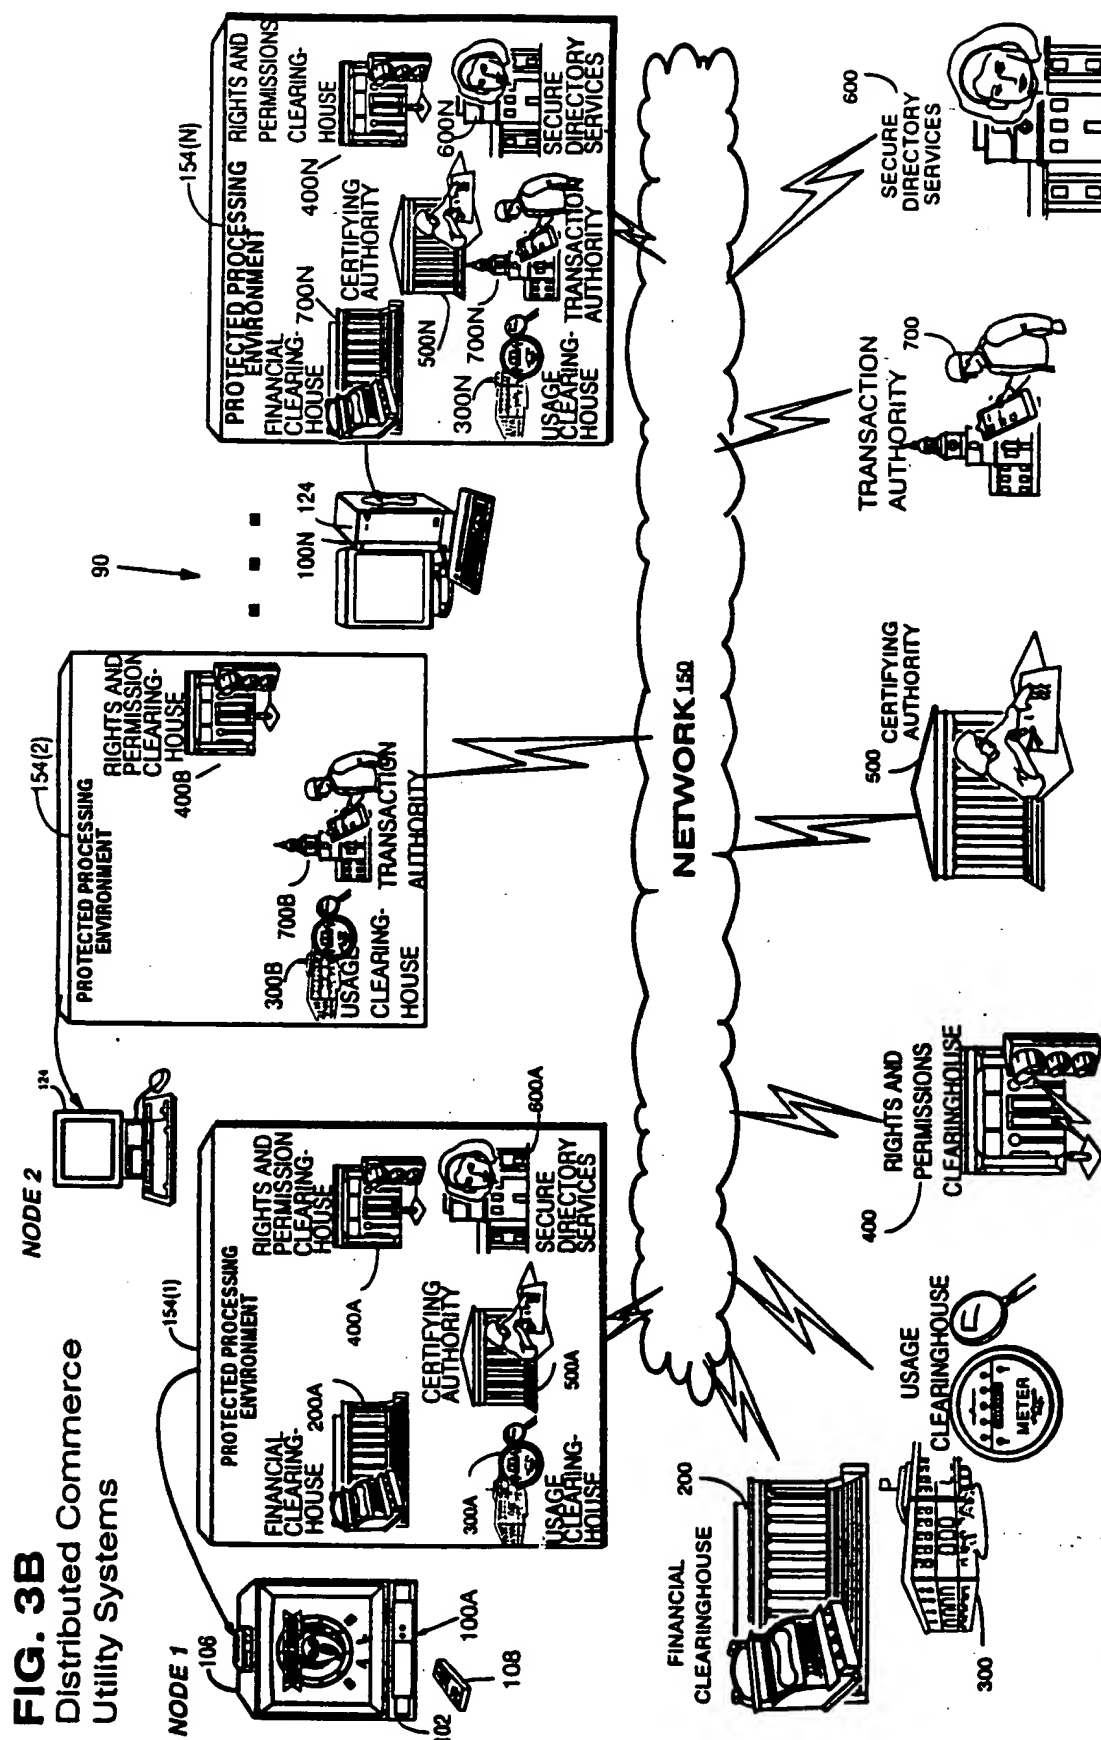 FIG. 3B
Distributed Commerce
Utility Systems
NODE 1
106
102
100A
108
154(1)
PROTECTED PROCESSING
ENVIRONMENT
FINANCIAL
CLEARING-
HOUSE
200A
RIGHTS AND
PERMISSION
CLEARING-
HOUSE
400A
CERTIFYING
AUTHORITY
500A
300A
USAGE
CLEARING-
HOUSE
SECURE
DIRECTORY
SERVICES
600A
NODE 2
124
154(2)
PROTECTED PROCESSING
ENVIRONMENT
RIGHTS AND
PERMISSION
CLEARING-
HOUSE
400B
300B
USAGE
CLEARING-
HOUSE
700B
TRANSACTION
AUTHORITY
90
100N
124
154(N)
PROTECTED PROCESSING
ENVIRONMENT
FINANCIAL
CLEARING-
HOUSE
700N
RIGHTS AND
PERMISSIONS
CLEARING-
HOUSE
400N
CERTIFYING
AUTHORITY
500N
300N
USAGE
CLEARING-
HOUSE
700N
TRANSACTION
AUTHORITY
600N
SECURE
DIRECTORY
SERVICES
NETWORK 150
FINANCIAL
CLEARINGHOUSE
200
USAGE
CLEARINGHOUSE
METER
300
RIGHTS AND
PERMISSIONS
CLEARINGHOUSE
400
500
CERTIFYING
AUTHORITY
TRANSACTION
AUTHORITY
700
600
SECURE
DIRECTORY
SERVICES